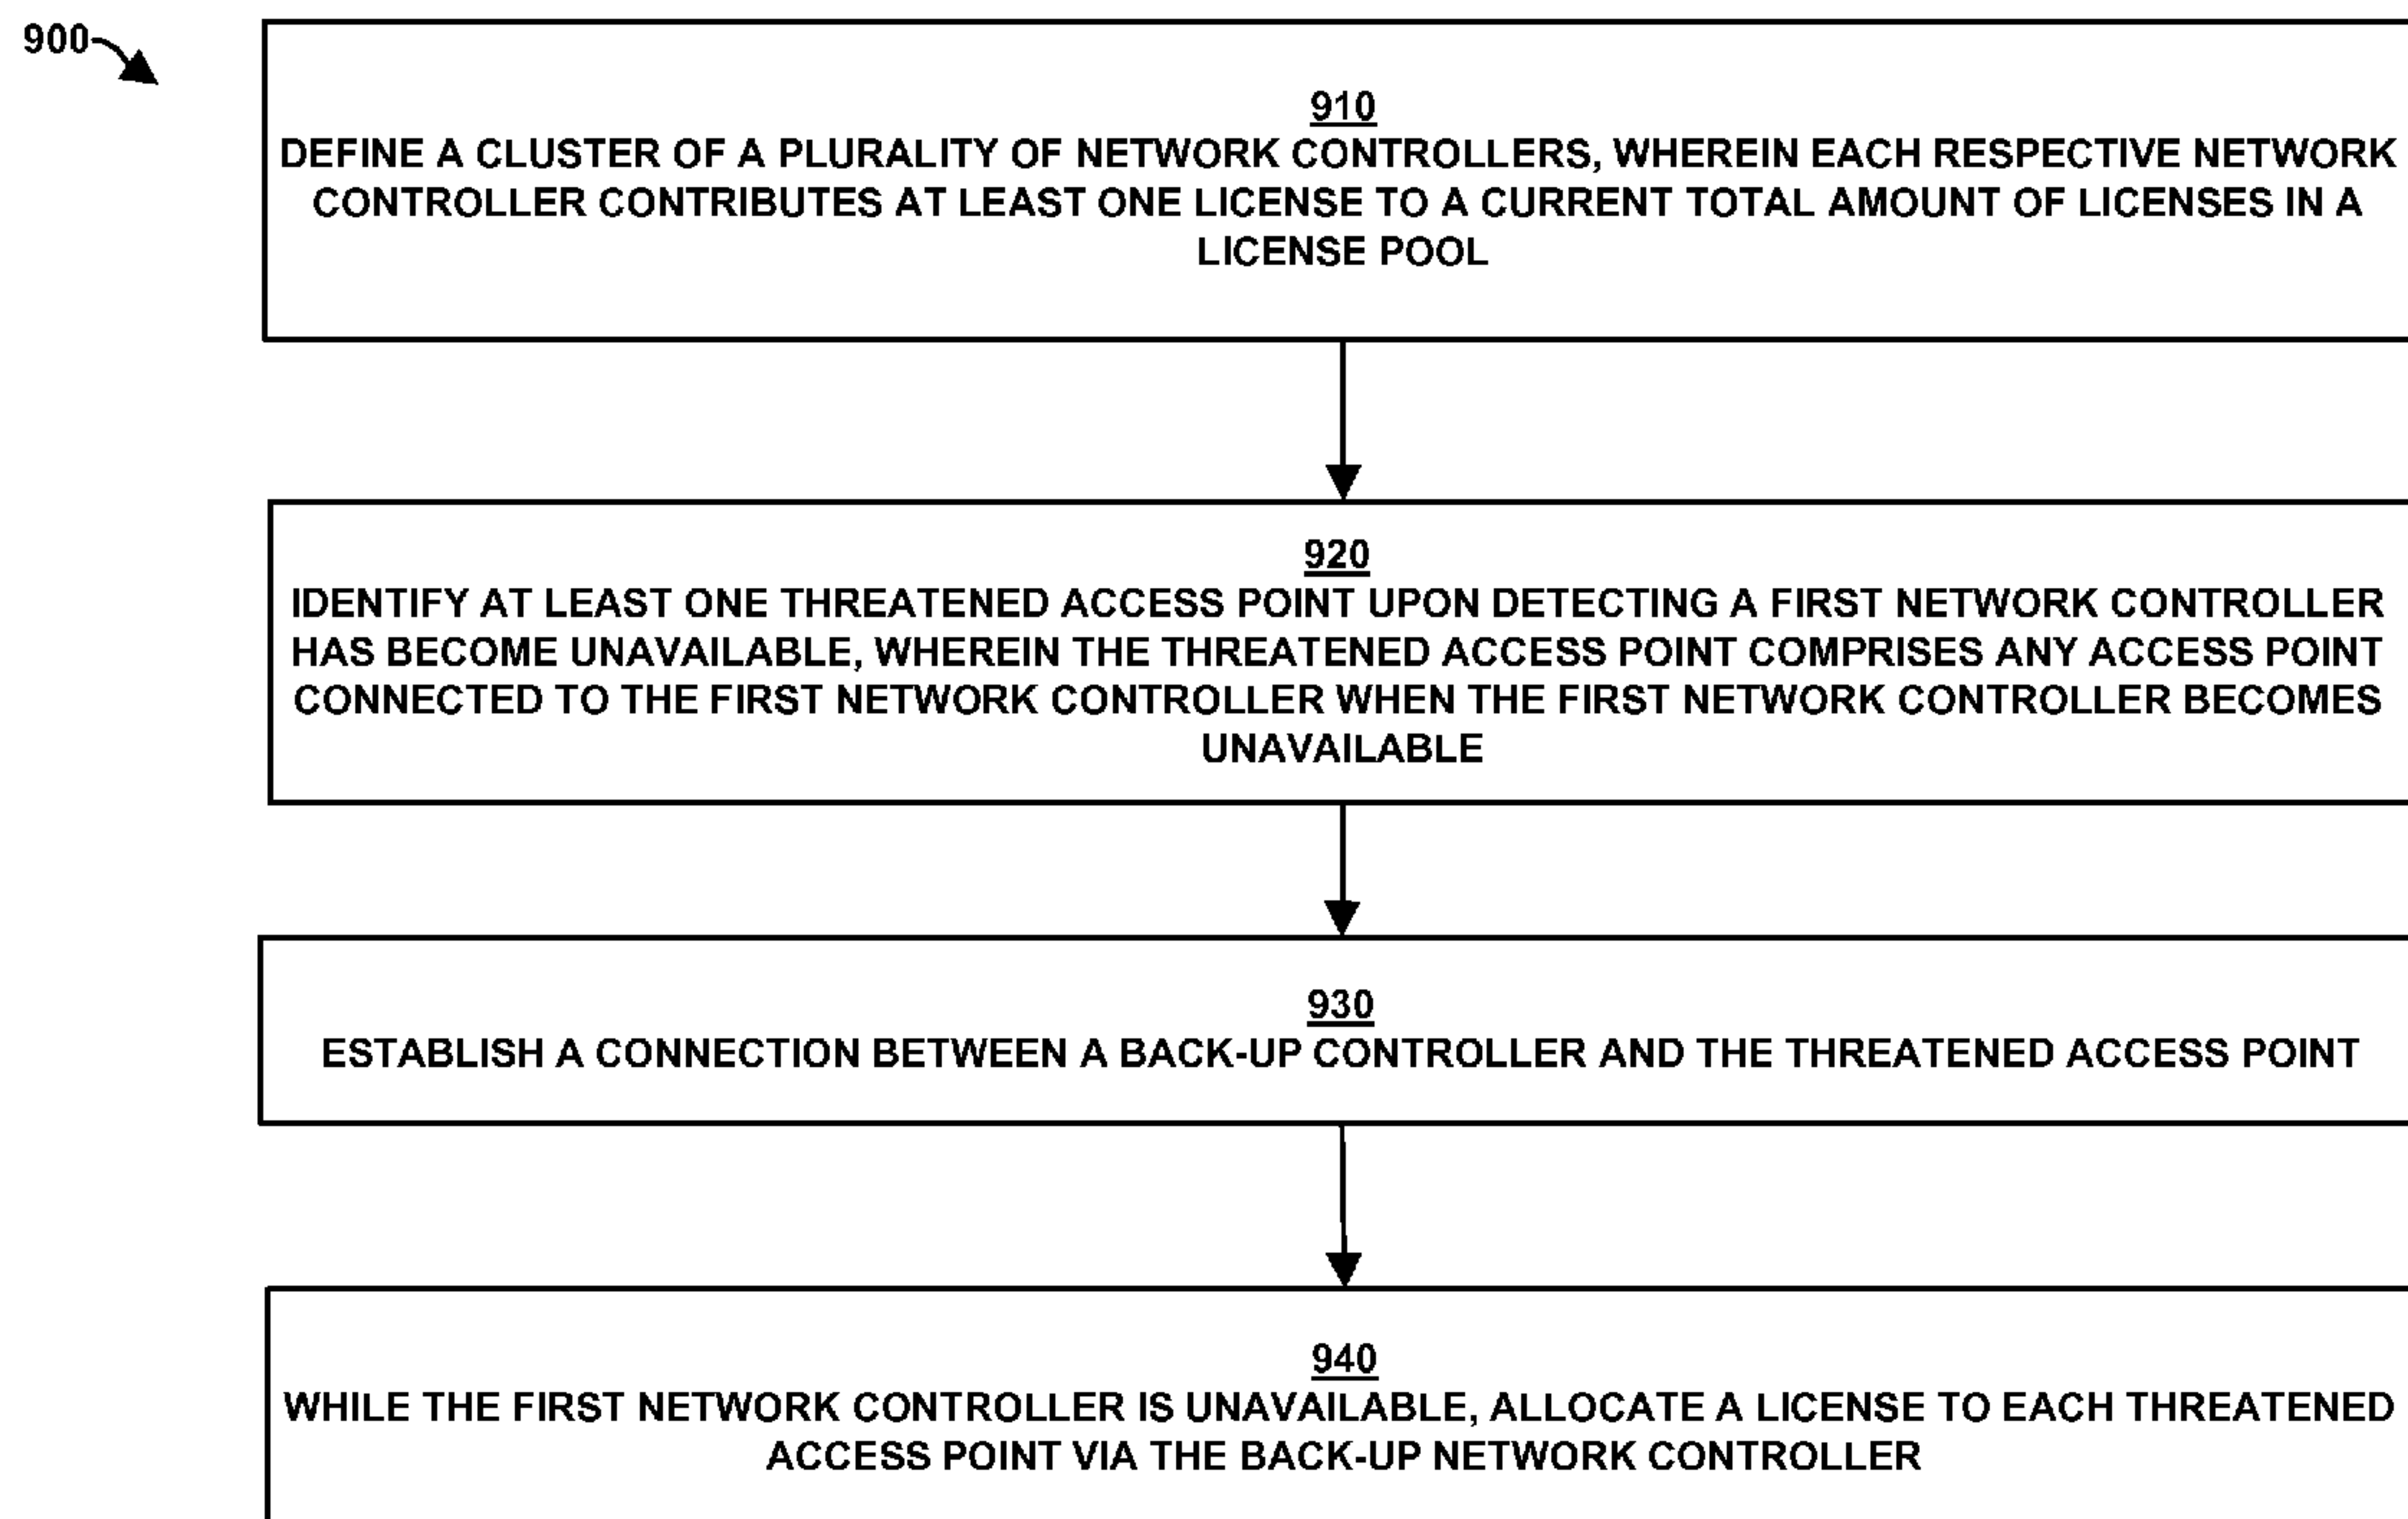 900
910
DEFINE A CLUSTER OF A PLURALITY OF NETWORK CONTROLLERS, WHEREIN EACH RESPECTIVE NETWORK
CONTROLLER CONTRIBUTES AT LEAST ONE LICENSE TO A CURRENT TOTAL AMOUNT OF LICENSES IN A
LICENSE POOL
920
IDENTIFY AT LEAST ONE THREATENED ACCESS POINT UPON DETECTING A FIRST NETWORK CONTROLLER
HAS BECOME UNAVAILABLE, WHEREIN THE THREATENED ACCESS POINT COMPRISES ANY ACCESS POINT
CONNECTED TO THE FIRST NETWORK CONTROLLER WHEN THE FIRST NETWORK CONTROLLER BECOMES
UNAVAILABLE
930
ESTABLISH A CONNECTION BETWEEN A BACK-UP CONTROLLER AND THE THREATENED ACCESS POINT
940
WHILE THE FIRST NETWORK CONTROLLER IS UNAVAILABLE, ALLOCATE A LICENSE TO EACH THREATENED
ACCESS POINT VIA THE BACK-UP NETWORK CONTROLLER